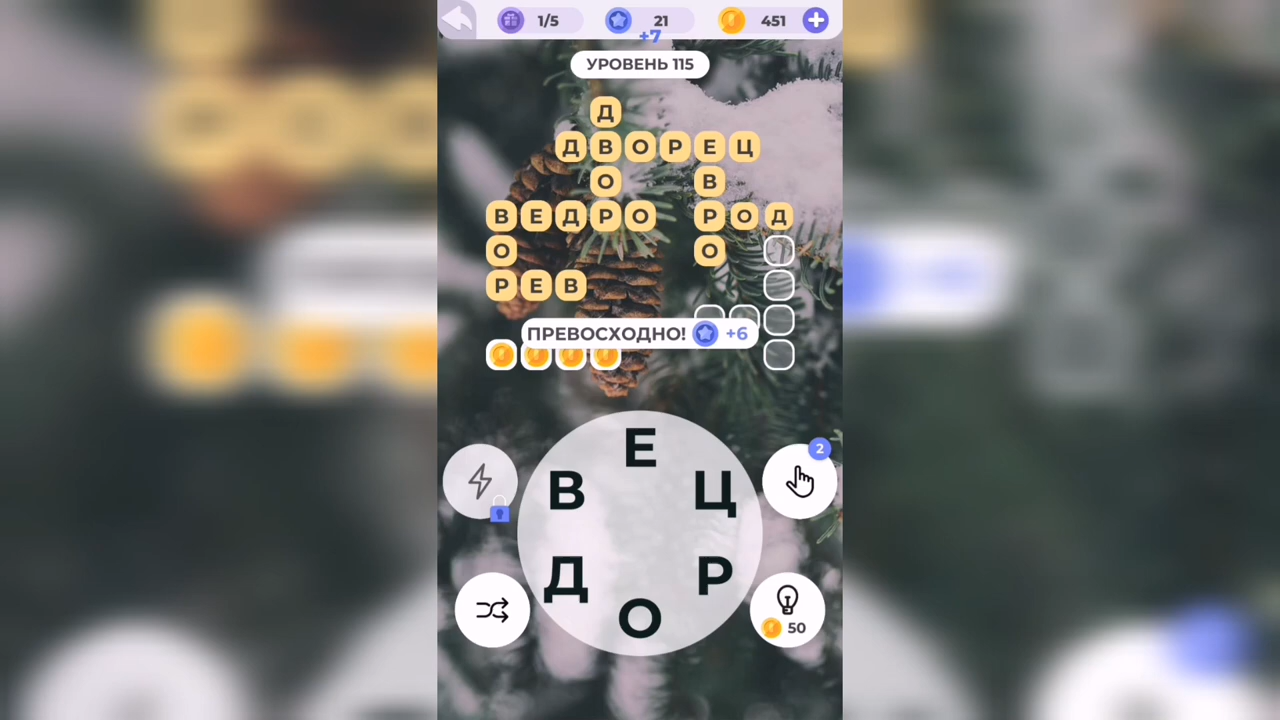 1/5 21 451
+7
УРОВЕНЬ 115
Д
ДВОРЕЦ
О В
ВЕДРО РОД
О О
РЕВ
ПРЕВОСХОДНО! +6
Е
В Ц
2
Д Р
О
50